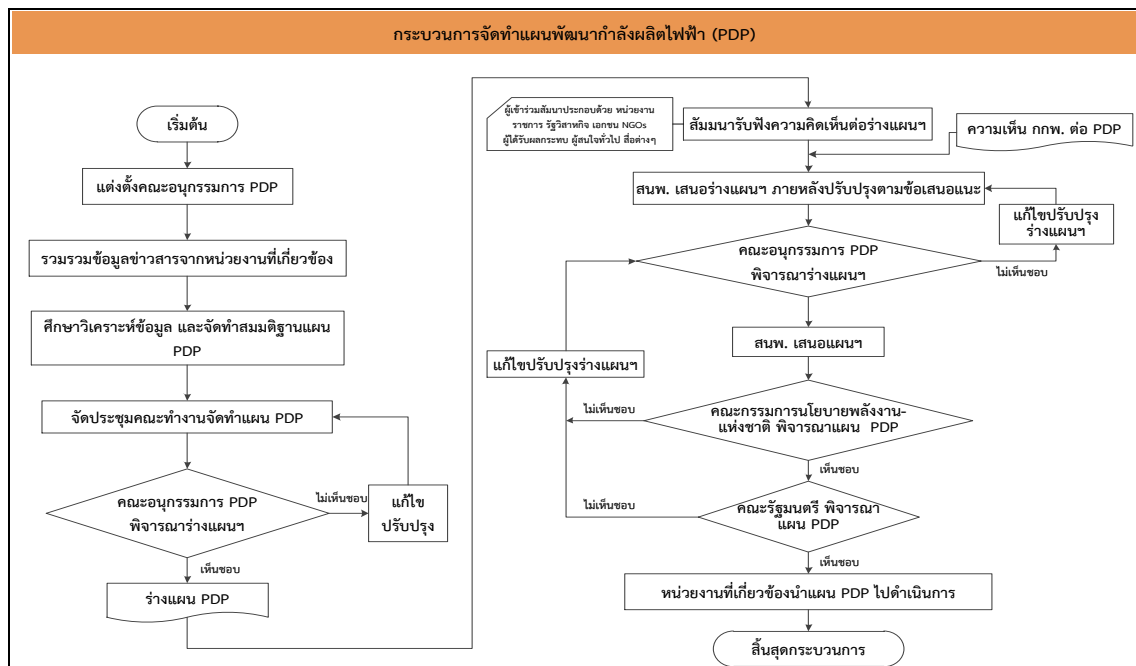 กระบวนการจัดทำแผนพัฒนากำลังผลิตไฟฟ้า (PDP)
เริ่มต้น
แต่งตั้งคณะอนุกรรมการ PDP
รวมรวมข้อมูลข่าวสารจากหน่วยงานที่เกี่ยวข้อง
ศึกษาวิเคราะห์ข้อมูล และจัดทำสมมติฐานแผน
PDP
จัดประชุมคณะทำงานจัดทำแผน PDP
คณะอนุกรรมการ PDP
พิจารณาร่างแผนฯ
ไม่เห็นชอบ
แก้ไข
ปรับปรุง
เห็นชอบ
ร่างแผน PDP
ผู้เข้าร่วมสัมนาประกอบด้วย หน่วยงาน
ราชการ รัฐวิสาหกิจ เอกชน NGOs
ผู้ได้รับผลกระทบ ผู้สนใจทั่วไป สื่อต่างๆ
สัมมนารับฟังความคิดเห็นต่อร่างแผนฯ
ความเห็น กกพ. ต่อ PDP
สนพ. เสนอร่างแผนฯ ภายหลังปรับปรุงตามข้อเสนอแนะ
แก้ไขปรับปรุง
ร่างแผนฯ
คณะอนุกรรมการ PDP
พิจารณาร่างแผนฯ
ไม่เห็นชอบ
สนพ. เสนอแผนฯ
แก้ไขปรับปรุงร่างแผนฯ
ไม่เห็นชอบ
คณะกรรมการนโยบายพลังงาน-
แห่งชาติ พิจารณาแผน PDP
เห็นชอบ
ไม่เห็นชอบ
คณะรัฐมนตรี พิจารณา
แผน PDP
เห็นชอบ
หน่วยงานที่เกี่ยวข้องนำแผน PDP ไปดำเนินการ
สิ้นสุดกระบวนการ